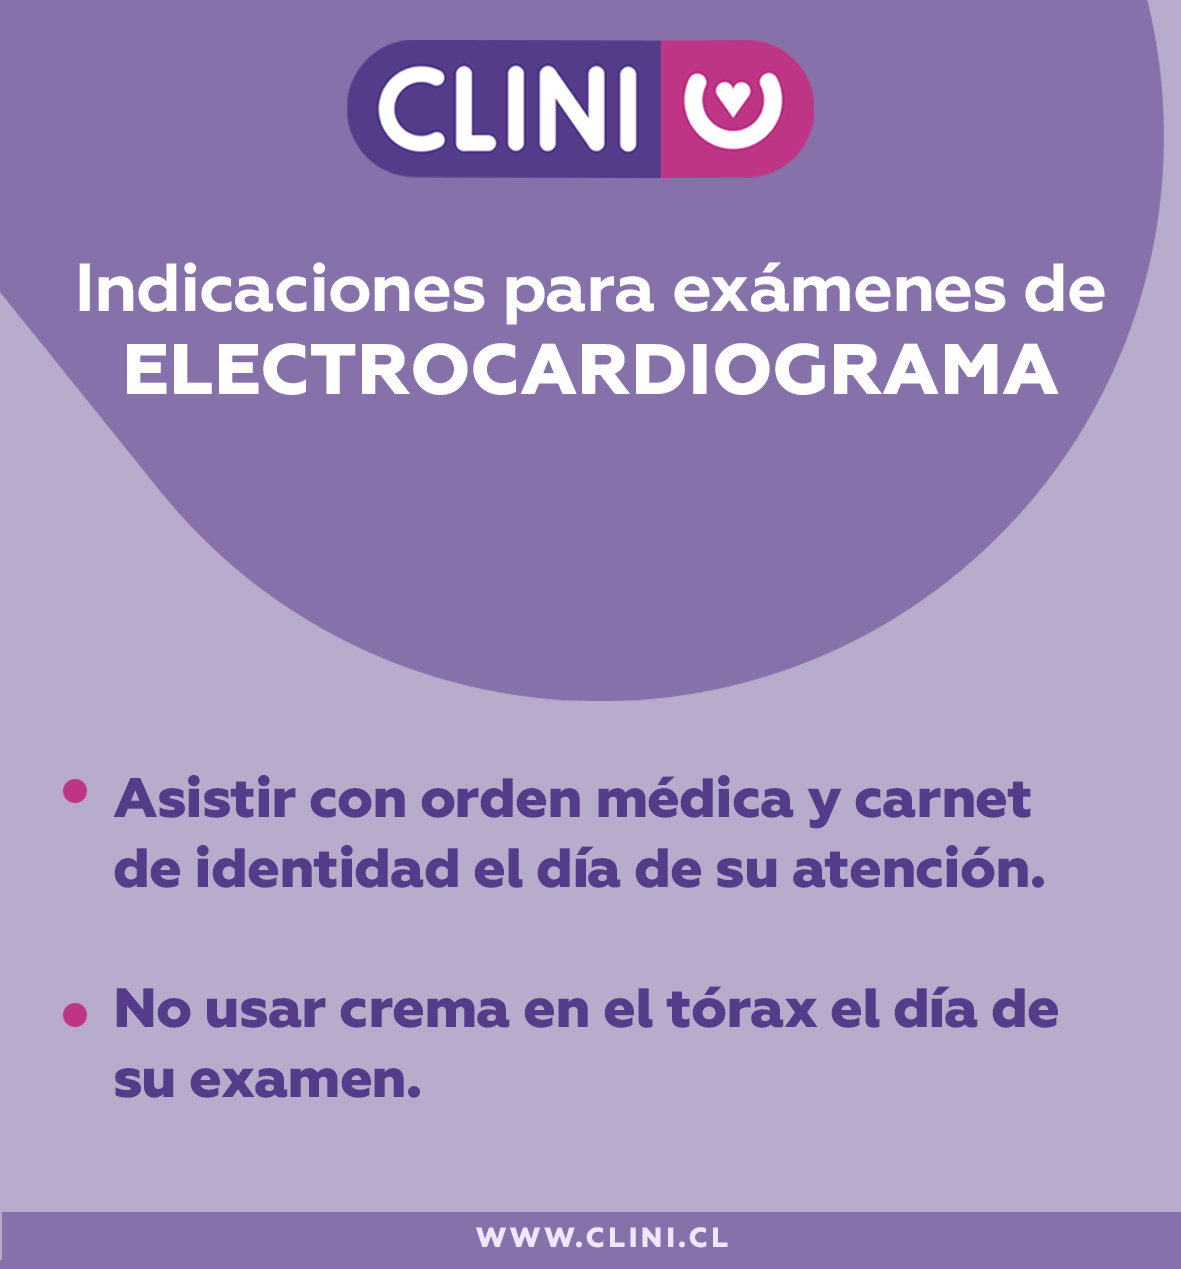 CLINI
Indicaciones para exámenes de
ELECTROCARDIOGRAMA
Asistir con orden médica y carnet
de identidad el día de su atención.
No usar crema en el tórax el día de
su examen.
WWW.CLINI.CL